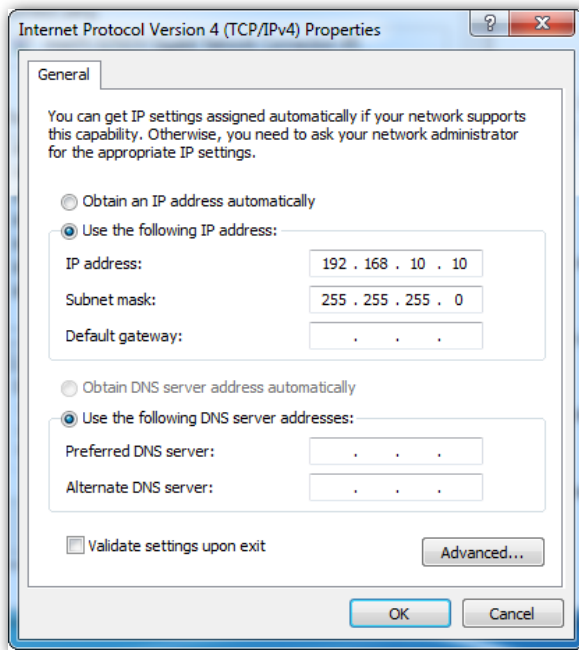 Internet Protocol Version 4 (TCP/IPv4) Properties
General
You can get IP settings assigned automatically if your network supports
this capability. Otherwise, you need to ask your network administrator
for the appropriate IP settings.
Obtain an IP address automatically
Use the following IP address:
IP address: 192 . 168 . 10 . 10
Subnet mask: 255 . 255 . 255 . 0
Default gateway: . . .
Obtain DNS server address automatically
Use the following DNS server addresses:
Preferred DNS server: . . .
Alternate DNS server: . . .
Validate settings upon exit
Advanced...
OK Cancel